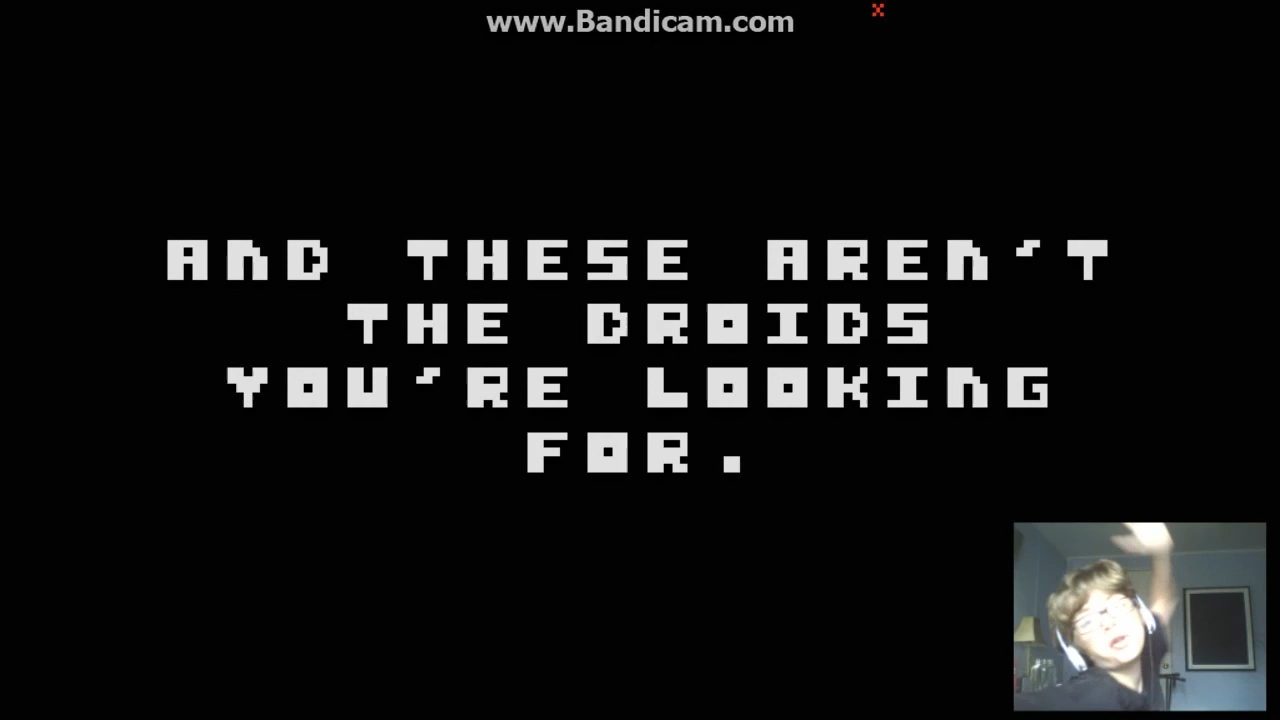 www.Bandicam.com
AND THESE AREN'T
THE DROIDS
YOU'RE LOOKING
FOR.